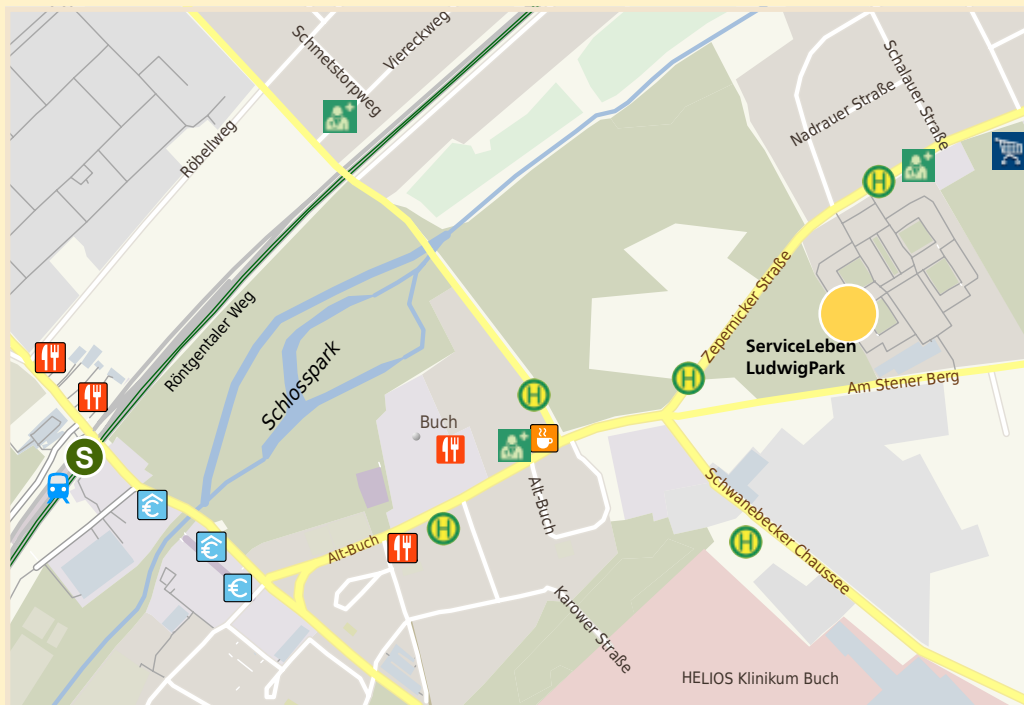 Schmetstorpweg
Viereckweg
Schalauer Straße
Nadrauer Straße
Röbellweg
H
Röntgentaler Weg
Zepernicker Straße
Schlosspark
ServiceLeben
LudwigPark
Am Stener Berg
H
H
Buch
S
Alt-Buch
Schwanebecker Chaussee
H
H
Alt-Buch
€
€
€
Karower Straße
HELIOS Klinikum Buch